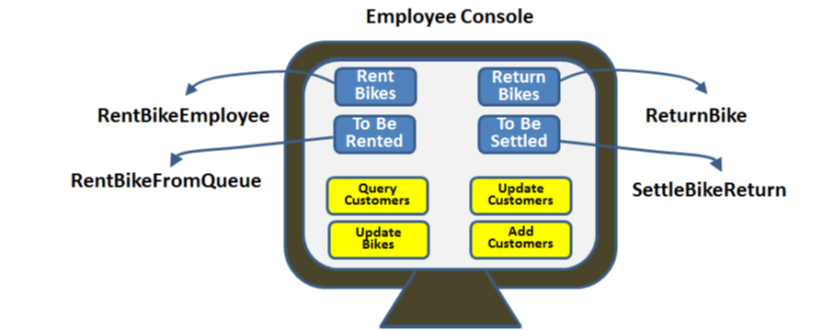 Employee Console
Rent
Bikes
Return
Bikes
RentBikeEmployee
ReturnBike
To Be
Rented
To Be
Settled
RentBikeFromQueue
SettleBikeReturn
Query
Customers
Update
Customers
Update
Bikes
Add
Customers